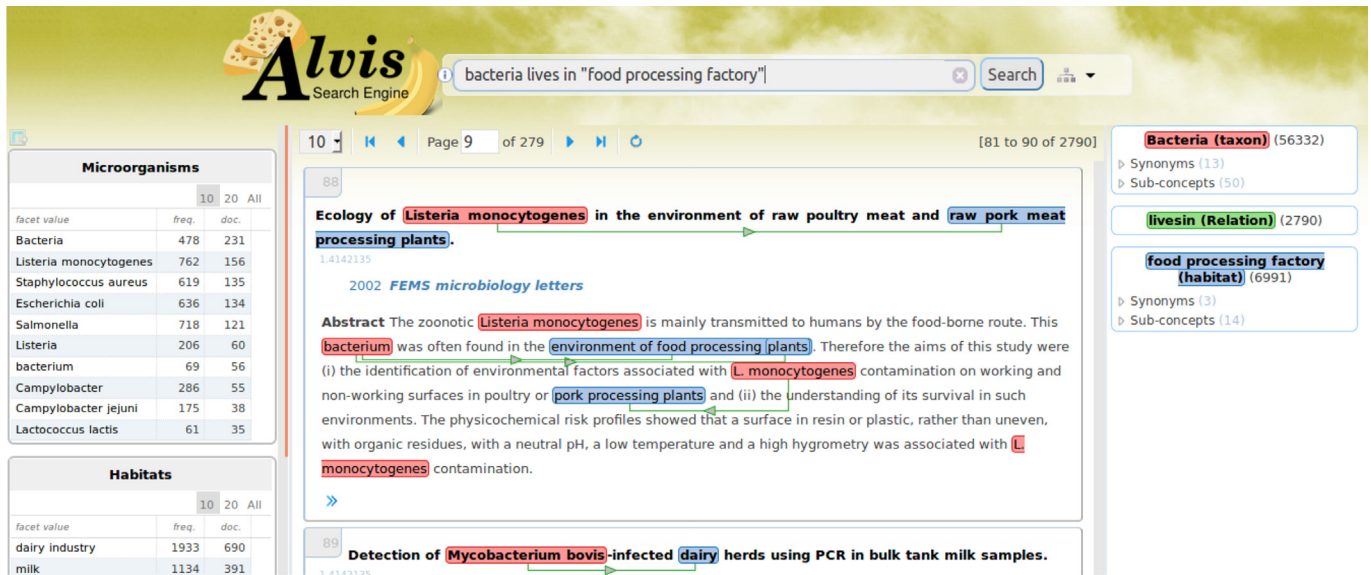 Alvis
Search Engine
bacteria lives in "food processing factory"
Search
10
Page 9 of 279
[81 to 90 of 2790]
Microorganisms
10 20 All
facet value freq. doc.
Bacteria 478 231
Listeria monocytogenes 762 156
Staphylococcus aureus 619 135
Escherichia coli 636 134
Salmonella 718 121
Listeria 206 60
bacterium 69 56
Campylobacter 286 55
Campylobacter jejuni 175 38
Lactococcus lactis 61 35
Habitats
10 20 All
facet value freq. doc.
dairy industry 1933 690
milk 1134 391
88
Ecology of Listeria monocytogenes in the environment of raw poultry meat and raw pork meat
processing plants.
1.4142135
2002 FEMS microbiology letters
Abstract The zoonotic Listeria monocytogenes is mainly transmitted to humans by the food-borne route. This
bacterium was often found in the environment of food processing plants. Therefore the aims of this study were
(i) the identification of environmental factors associated with L. monocytogenes contamination on working and
non-working surfaces in poultry or pork processing plants and (ii) the understanding of its survival in such
environments. The physicochemical risk profiles showed that a surface in resin or plastic, rather than uneven,
with organic residues, with a neutral pH, a low temperature and a high hygrometry was associated with L.
monocytogenes contamination.
»
89
Detection of Mycobacterium bovis-infected dairy herds using PCR in bulk tank milk samples.
1.4142135
Bacteria (taxon) (56332)
Synonyms (13)
Sub-concepts (50)
livesin (Relation) (2790)
food processing factory
(habitat) (6991)
Synonyms (3)
Sub-concepts (14)